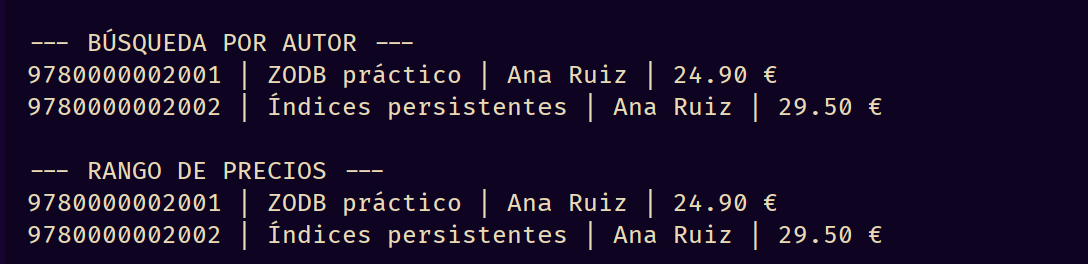 --- BÚSQUEDA POR AUTOR ---
9780000002001 | ZODB práctico | Ana Ruiz | 24.90 €
9780000002002 | Índices persistentes | Ana Ruiz | 29.50 €
--- RANGO DE PRECIOS ---
9780000002001 | ZODB práctico | Ana Ruiz | 24.90 €
9780000002002 | Índices persistentes | Ana Ruiz | 29.50 €